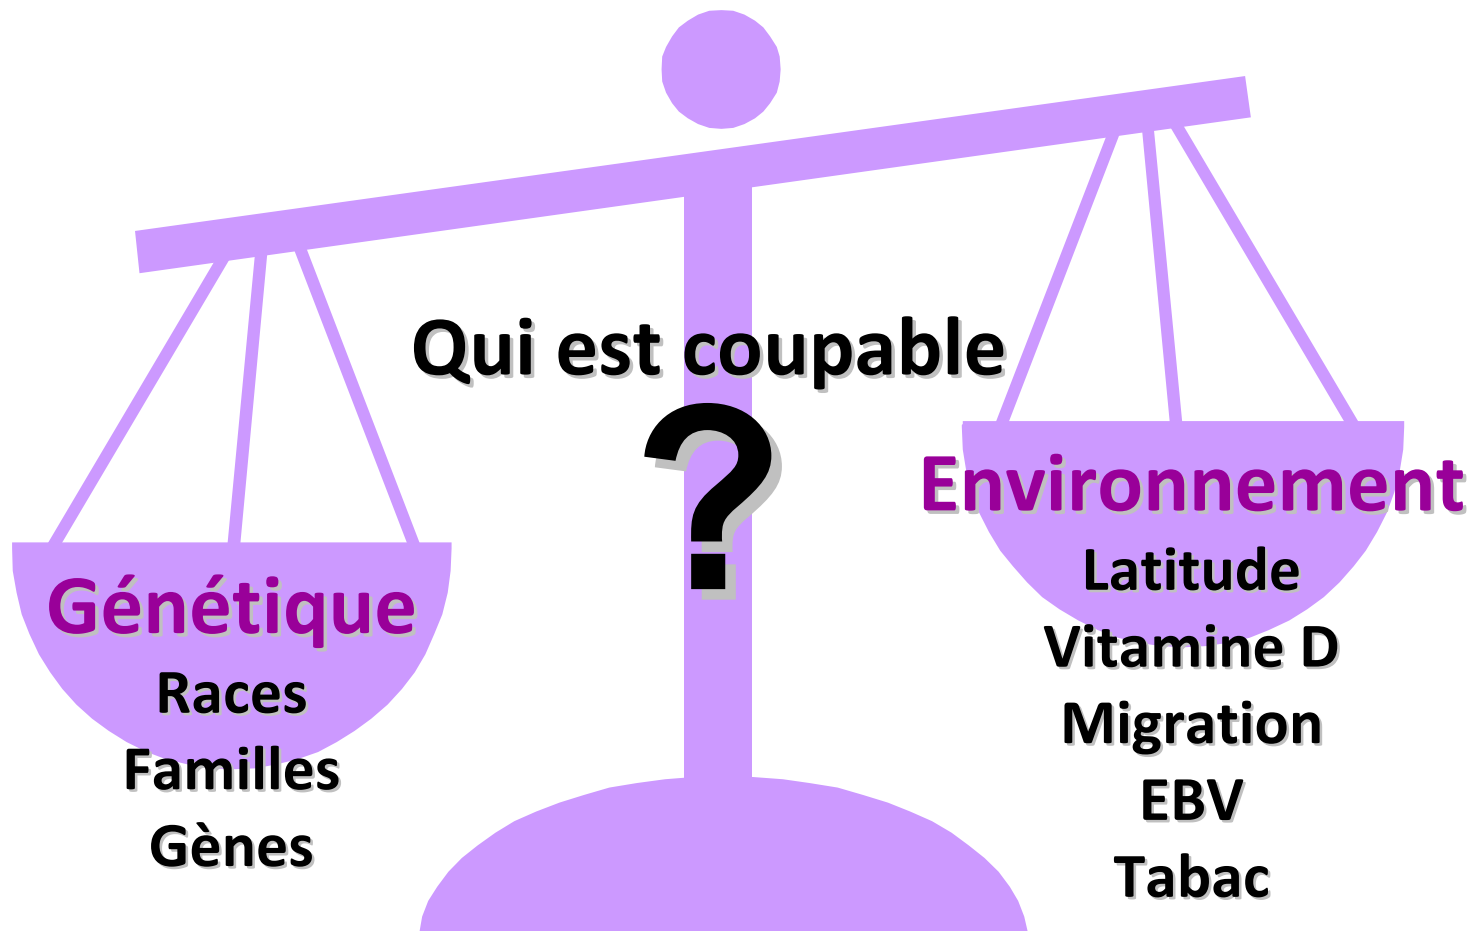 Qui est coupable
?
Génétique
Races
Familles
Gènes
Environnement
Latitude
Vitamine D
Migration
EBV
Tabac